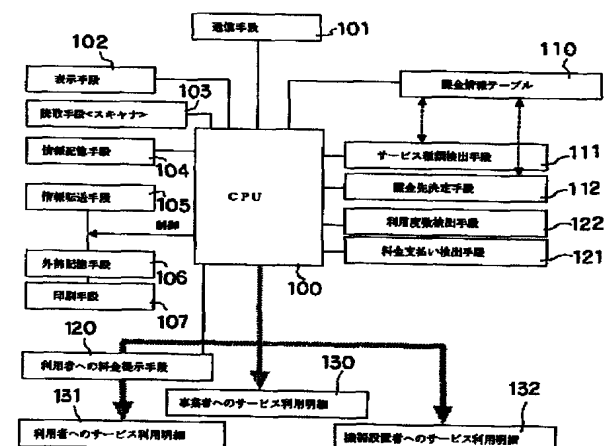 通信手段
101
102
表示手段
103
読取手段<スキャナ>
情報記憶手段
104
情報転送手段
105
制御
外部記憶手段
106
印刷手段
107
CPU
100
110
課金情報テーブル
サービス種類検出手段
111
課金先決定手段
112
利用度数検出手段
122
料金支払い検出手段
121
120
利用者への料金提示手段
130
事業者へのサービス利用明細
131
利用者へのサービス利用明細
132
機器設置者へのサービス利用明細